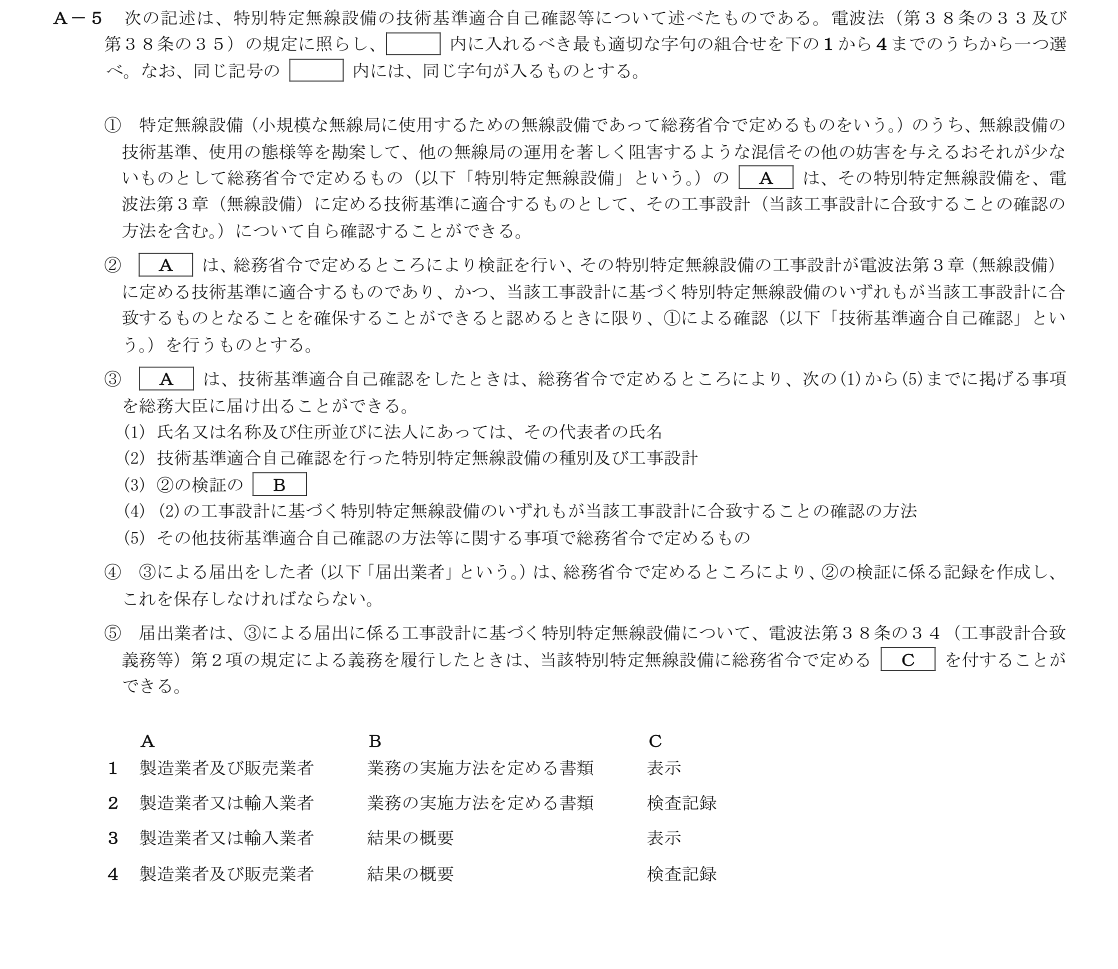 A－5　次の記述は、特別特定無線設備の技術基準適合自己確認等について述べたものである。電波法（第３８条の３３及び
第３８条の３５）の規定に照らし、　　　内に入れるべき最も適切な字句の組合せを下の1から4までのうちから一つ選
べ。なお、同じ記号の　　　内には、同じ字句が入るものとする。
①　特定無線設備（小規模な無線局に使用するための無線設備であって総務省令で定めるものをいう。）のうち、無線設備の
技術基準、使用の態様等を勘案して、他の無線局の運用を著しく阻害するような混信その他の妨害を与えるおそれが少な
いものとして総務省令で定めるもの（以下「特別特定無線設備」という。）の A は、その特別特定無線設備を、電
波法第３章（無線設備）に定める技術基準に適合するものとして、その工事設計（当該工事設計に合致することの確認の
方法を含む。）について自ら確認することができる。
②　A は、総務省令で定めるところにより検証を行い、その特別特定無線設備の工事設計が電波法第３章（無線設備）
に定める技術基準に適合するものであり、かつ、当該工事設計に基づく特別特定無線設備のいずれもが当該工事設計に合
致するものとなることを確保することができると認めるときに限り、①による確認（以下「技術基準適合自己確認」とい
う。）を行うものとする。
③　A は、技術基準適合自己確認をしたときは、総務省令で定めるところにより、次の(1)から(5)までに掲げる事項
を総務大臣に届け出ることができる。
(1) 氏名又は名称及び住所並びに法人にあっては、その代表者の氏名
(2) 技術基準適合自己確認を行った特別特定無線設備の種別及び工事設計
(3) ②の検証の B
(4) (2)の工事設計に基づく特別特定無線設備のいずれもが当該工事設計に合致することの確認の方法
(5) その他技術基準適合自己確認の方法等に関する事項で総務省令で定めるもの
④　③による届出をした者（以下「届出業者」という。）は、総務省令で定めるところにより、②の検証に係る記録を作成し、
これを保存しなければならない。
⑤　届出業者は、③による届出に係る工事設計に基づく特別特定無線設備について、電波法第３８条の３４（工事設計合致
義務等）第２項の規定による義務を履行したときは、当該特別特定無線設備に総務省令で定める C を付することが
できる。
A　B　C
1　製造業者及び販売業者　業務の実施方法を定める書類　表示
2　製造業者又は輸入業者　業務の実施方法を定める書類　検査記録
3　製造業者又は輸入業者　結果の概要　表示
4　製造業者及び販売業者　結果の概要　検査記録